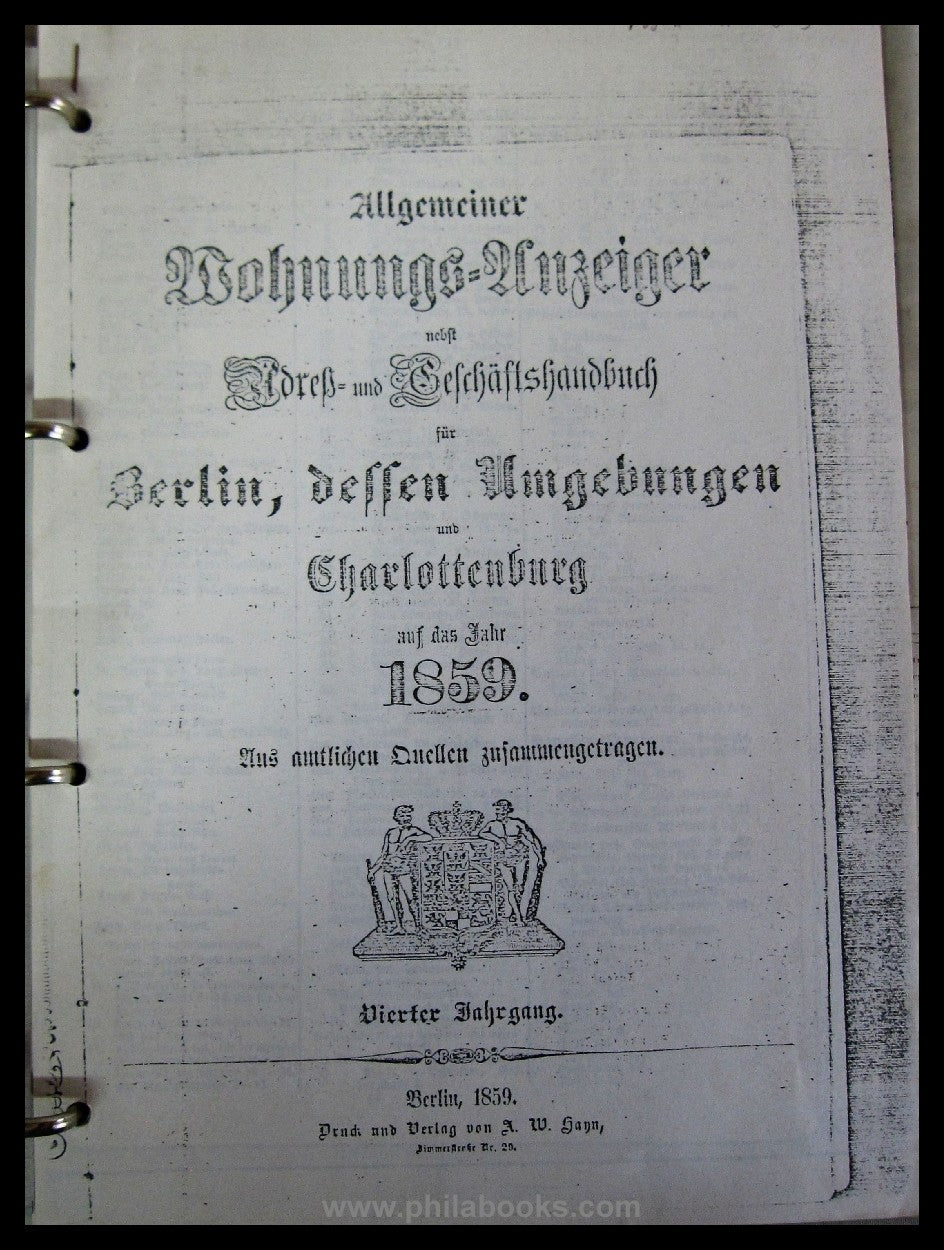 Allgemeiner
Wohnungs-Anzeiger
nebst
Adreß- und Geschäftshandbuch
für
Berlin, dessen Umgebungen
und
Charlottenburg
auf das Jahr
1859.
Aus amtlichen Quellen zusammengetragen.
Vierter Jahrgang.
Berlin, 1859.
Druck und Verlag von A. W. Hayn,
Zimmerstraße Nr. 29.
www.philabooks.com